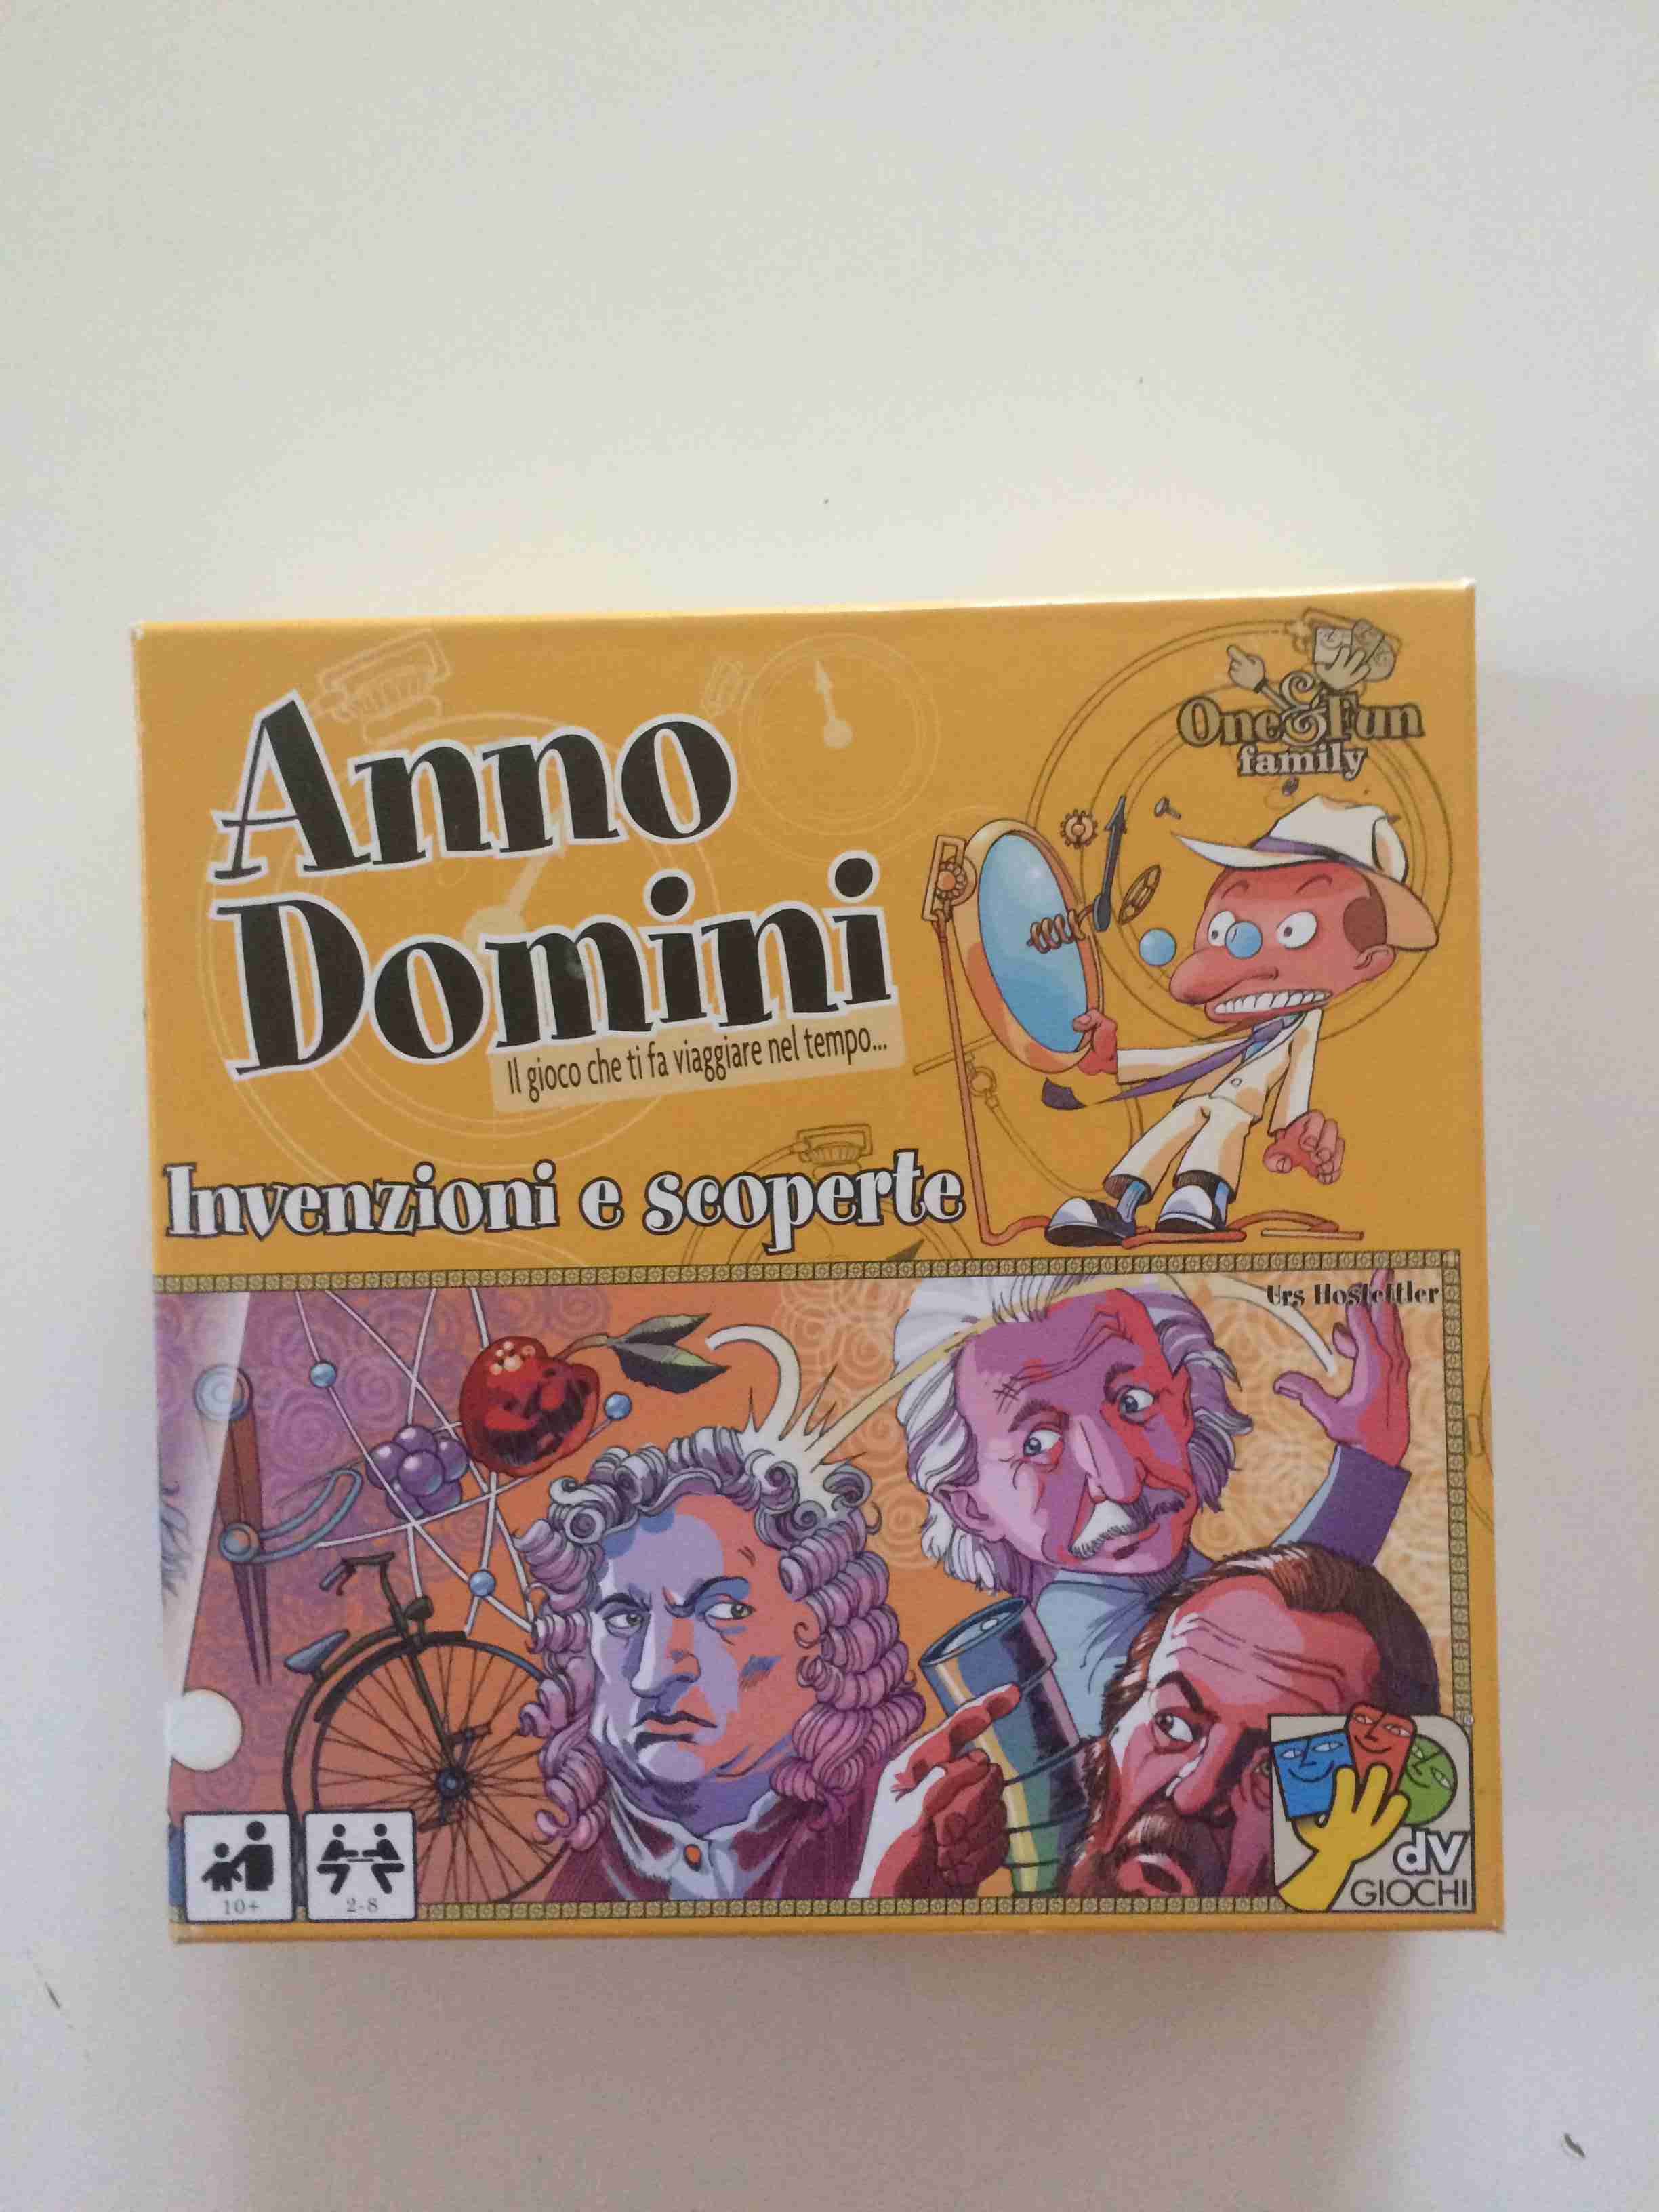 One & Fun
family
Anno
Domini
Il gioco che ti fa viaggiare nel tempo...
Invenzioni e scoperte
Urs Hostettler
10+
2-8
dV
GIOCHI